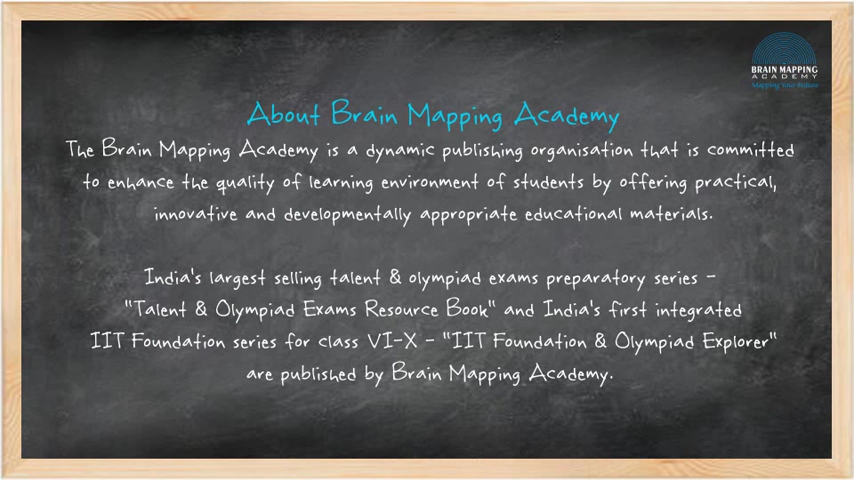 BRAIN MAPPING
ACADEMY
Mapping Your Future
About Brain Mapping Academy
The Brain Mapping Academy is a dynamic publishing organisation that is committed
to enhance the quality of learning environment of students by offering practical,
innovative and developmentally appropriate educational materials.
India's largest selling talent & olympiad exams preparatory series -
"Talent & Olympiad Exams Resource Book" and India's first integrated
IIT Foundation series for class VI-X - "IIT Foundation & Olympiad Explorer"
are published by Brain Mapping Academy.